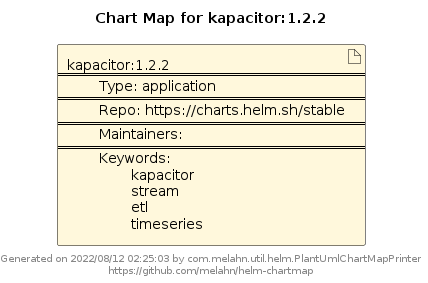 Chart Map for kapacitor:1.2.2
kapacitor:1.2.2
Type: application
Repo: https://charts.helm.sh/stable
Maintainers:
Keywords:
kapacitor
stream
etl
timeseries
Generated on 2022/08/12 02:25:03 by com.melahn.util.helm.PlantUmlChartMapPrinter
https://github.com/melahn/helm-chartmap